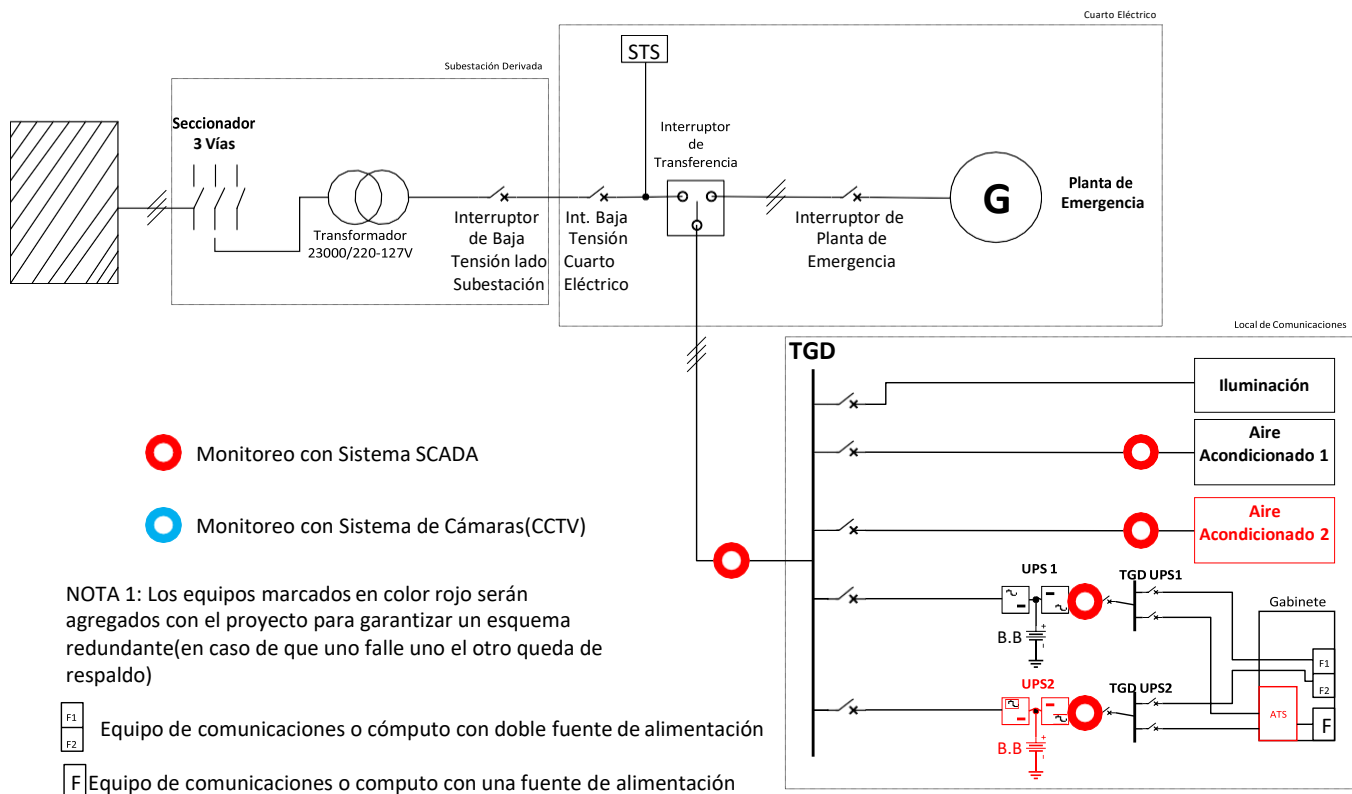 Cuarto Eléctrico
STS
Subestación Derivada
Seccionador
3 Vías
Interruptor
de
Transferencia
G
Planta de
Emergencia
Transformador
23000/220-127V
Interruptor
de Baja
Tensión lado
Subestación
Int. Baja
Tensión
Cuarto
Eléctrico
Interruptor de
Planta de
Emergencia
Local de Comunicaciones
TGD
Iluminación
Aire
Acondicionado 1
Aire
Acondicionado 2
Monitoreo con Sistema SCADA
Monitoreo con Sistema de Cámaras(CCTV)
UPS 1
TGD UPS1
B.B
+
-
Gabinete
F1
F2
UPS2
TGD UPS2
B.B
+
-
ATS
F
NOTA 1: Los equipos marcados en color rojo serán
agregados con el proyecto para garantizar un esquema
redundante(en caso de que uno falle uno el otro queda de
respaldo)
F1
F2
Equipo de comunicaciones o cómputo con doble fuente de alimentación
F Equipo de comunicaciones o computo con una fuente de alimentación